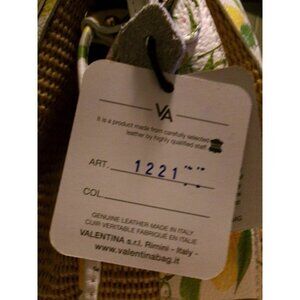 VA
It is a product made from carefully selected
leather by highly qualified staff
ART. 1221
COL.
GENUINE LEATHER MADE IN ITALY
CUIR VERITABLE FABRIQUE EN ITALIE
VALENTINA s.r.l. Rimini - Italy -
www.valentinabag.it